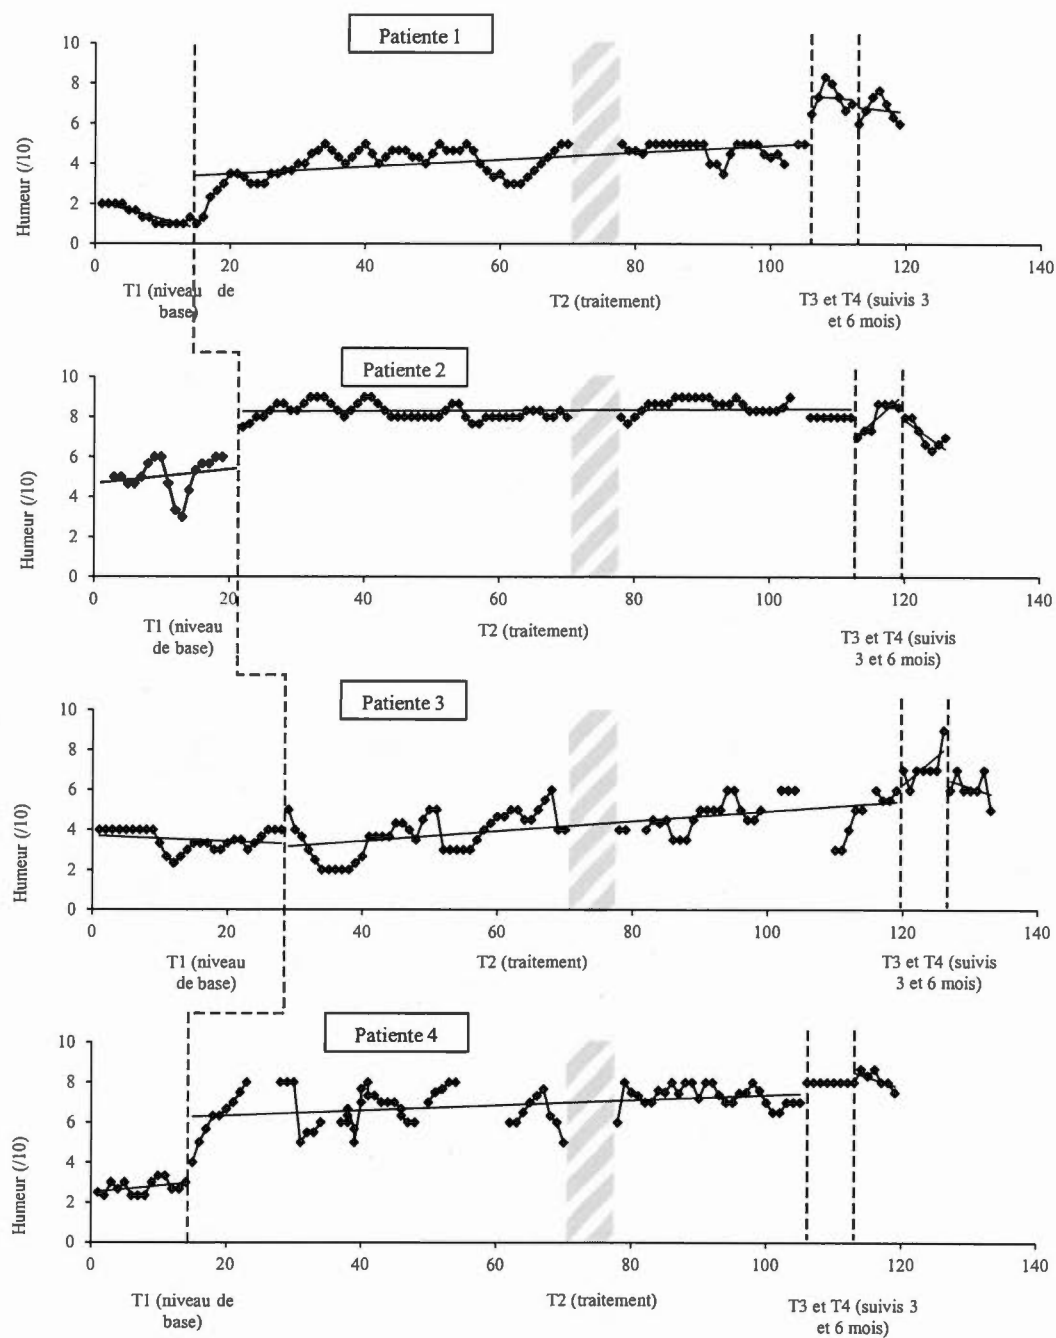 Patiente 1
10
8
6
4
2
0
Humeur (/10)
0 20 40 60 80 100 120 140
T1 (niveau de
base)
T2 (traitement)
T3 et T4 (suivis 3
et 6 mois)
Patiente 2
10
8
6
4
2
0
Humeur (/10)
0 20 40 60 80 100 120 140
T1 (niveau
de base)
T2 (traitement)
T3 et T4 (suivis
3 et 6 mois)
Patiente 3
10
8
6
4
2
0
Humeur (/10)
0 20 40 60 80 100 120 140
T1 (niveau
de base)
T2 (traitement)
T3 et T4 (suivis
3 et 6 mois)
Patiente 4
10
8
6
4
2
0
Humeur (/10)
0 20 40 60 80 100 120 140
T1 (niveau de
base)
T2 (traitement)
T3 et T4 (suivis 3
et 6 mois)